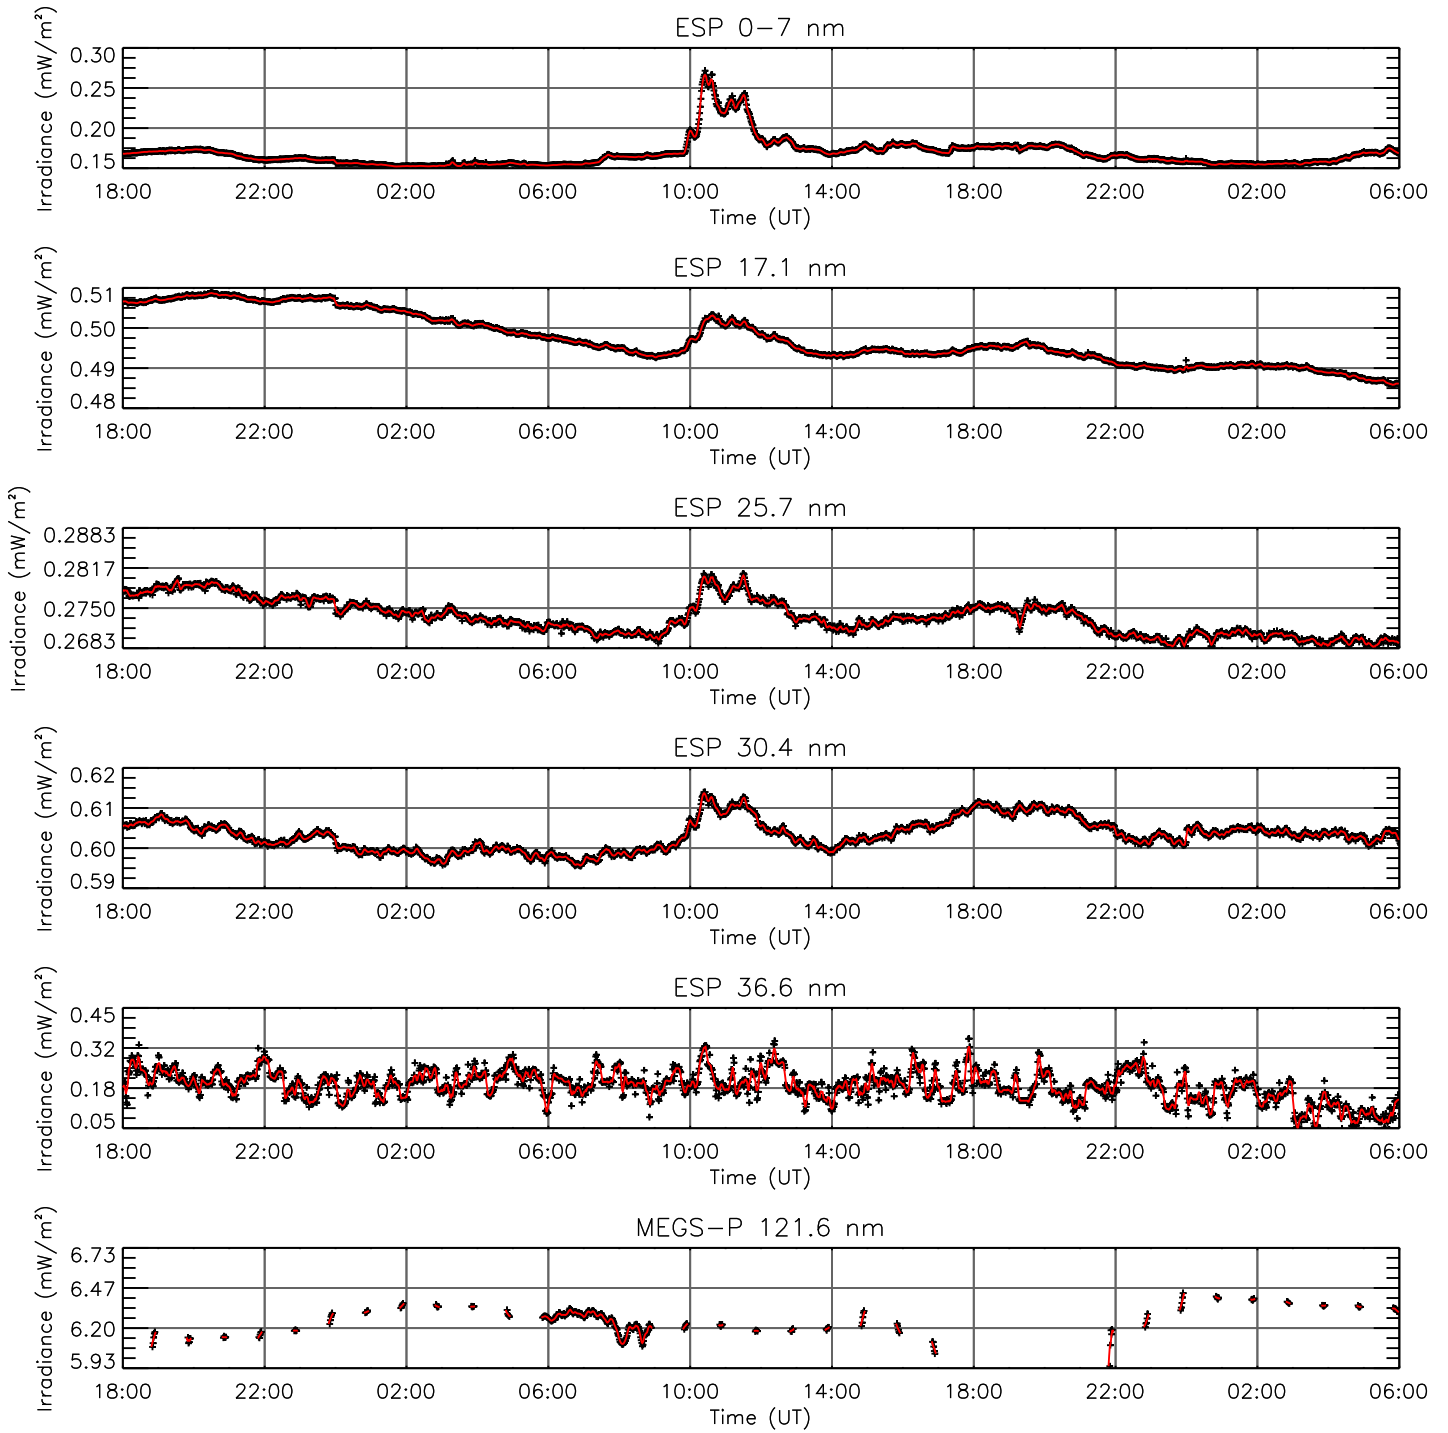 ESP 0-7 nm
Irradiance (mW/m²)
0.30
0.25
0.20
0.15
18:00 22:00 02:00 06:00 10:00 14:00 18:00 22:00 02:00 06:00
Time (UT)
ESP 17.1 nm
Irradiance (mW/m²)
0.51
0.50
0.49
0.48
18:00 22:00 02:00 06:00 10:00 14:00 18:00 22:00 02:00 06:00
Time (UT)
ESP 25.7 nm
Irradiance (mW/m²)
0.2883
0.2817
0.2750
0.2683
18:00 22:00 02:00 06:00 10:00 14:00 18:00 22:00 02:00 06:00
Time (UT)
ESP 30.4 nm
Irradiance (mW/m²)
0.62
0.61
0.60
0.59
18:00 22:00 02:00 06:00 10:00 14:00 18:00 22:00 02:00 06:00
Time (UT)
ESP 36.6 nm
Irradiance (mW/m²)
0.45
0.32
0.18
0.05
18:00 22:00 02:00 06:00 10:00 14:00 18:00 22:00 02:00 06:00
Time (UT)
MEGS-P 121.6 nm
Irradiance (mW/m²)
6.73
6.47
6.20
5.93
18:00 22:00 02:00 06:00 10:00 14:00 18:00 22:00 02:00 06:00
Time (UT)